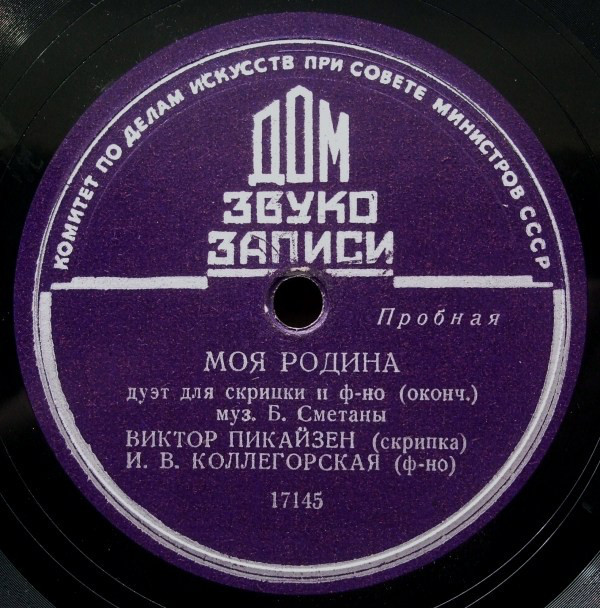 КОМИТЕТ ПО ДЕЛАМ ИСКУССТВ ПРИ СОВЕТЕ МИНИСТРОВ СССР
ДОМ
ЗВУКО
ЗАПИСИ
Пробная
МОЯ РОДИНА
дуэт для скрипки и ф-но (оконч.)
муз. Б. Сметаны
ВИКТОР ПИКАЙЗЕН (скрипка)
И. В. КОЛЛЕГОРСКАЯ (ф-но)
17145